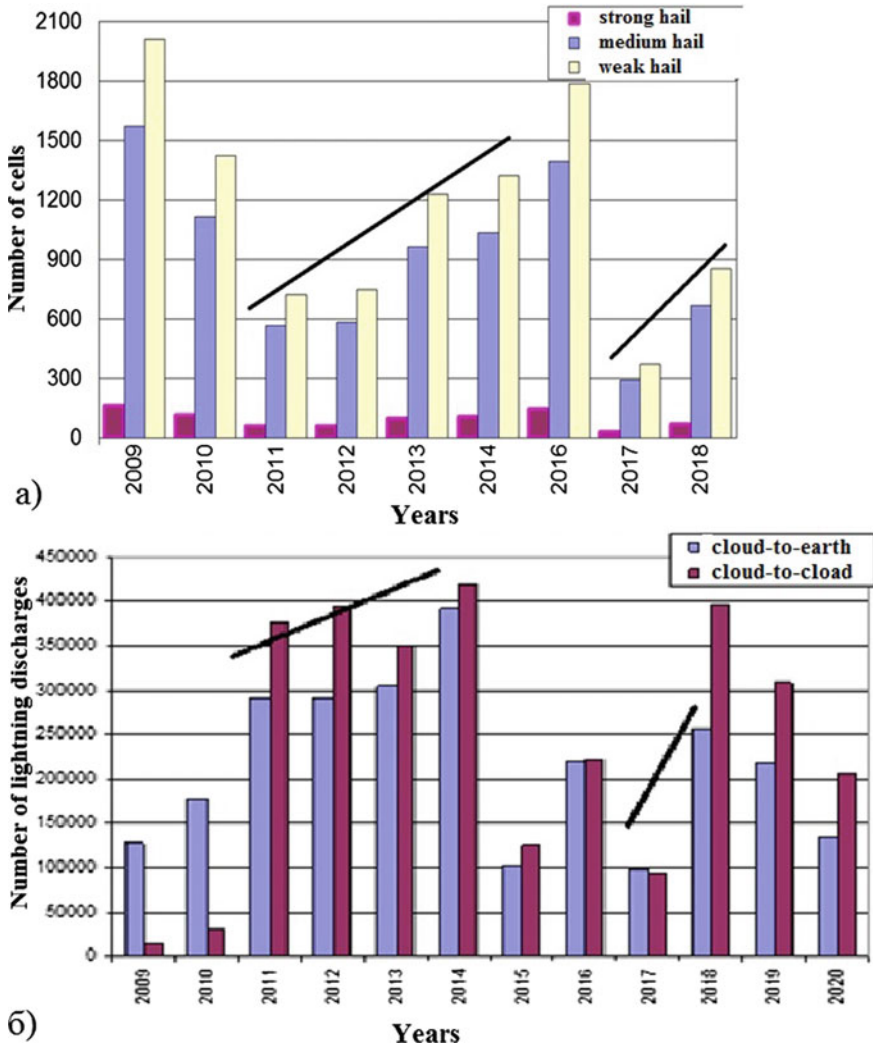 2100
1800
1500
1200
900
600
300
0
Number of cells
strong hail
medium hail
weak hail
2009 2010 2011 2012 2013 2014 2016 2017 2018
а)
Years
450000
400000
350000
300000
250000
200000
150000
100000
50000
0
Number of lightning discharges
cloud-to-earth
cloud-to-cload
2009 2010 2011 2012 2013 2014 2015 2016 2017 2018 2019 2020
б)
Years